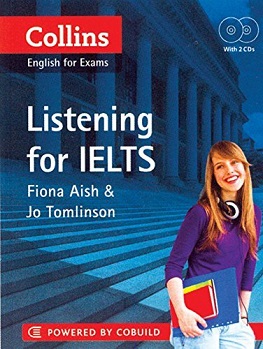 Collins
English for Exams
With 2 CDs
Listening
for IELTS
Fiona Aish &
Jo Tomlinson
POWERED BY COBUILD